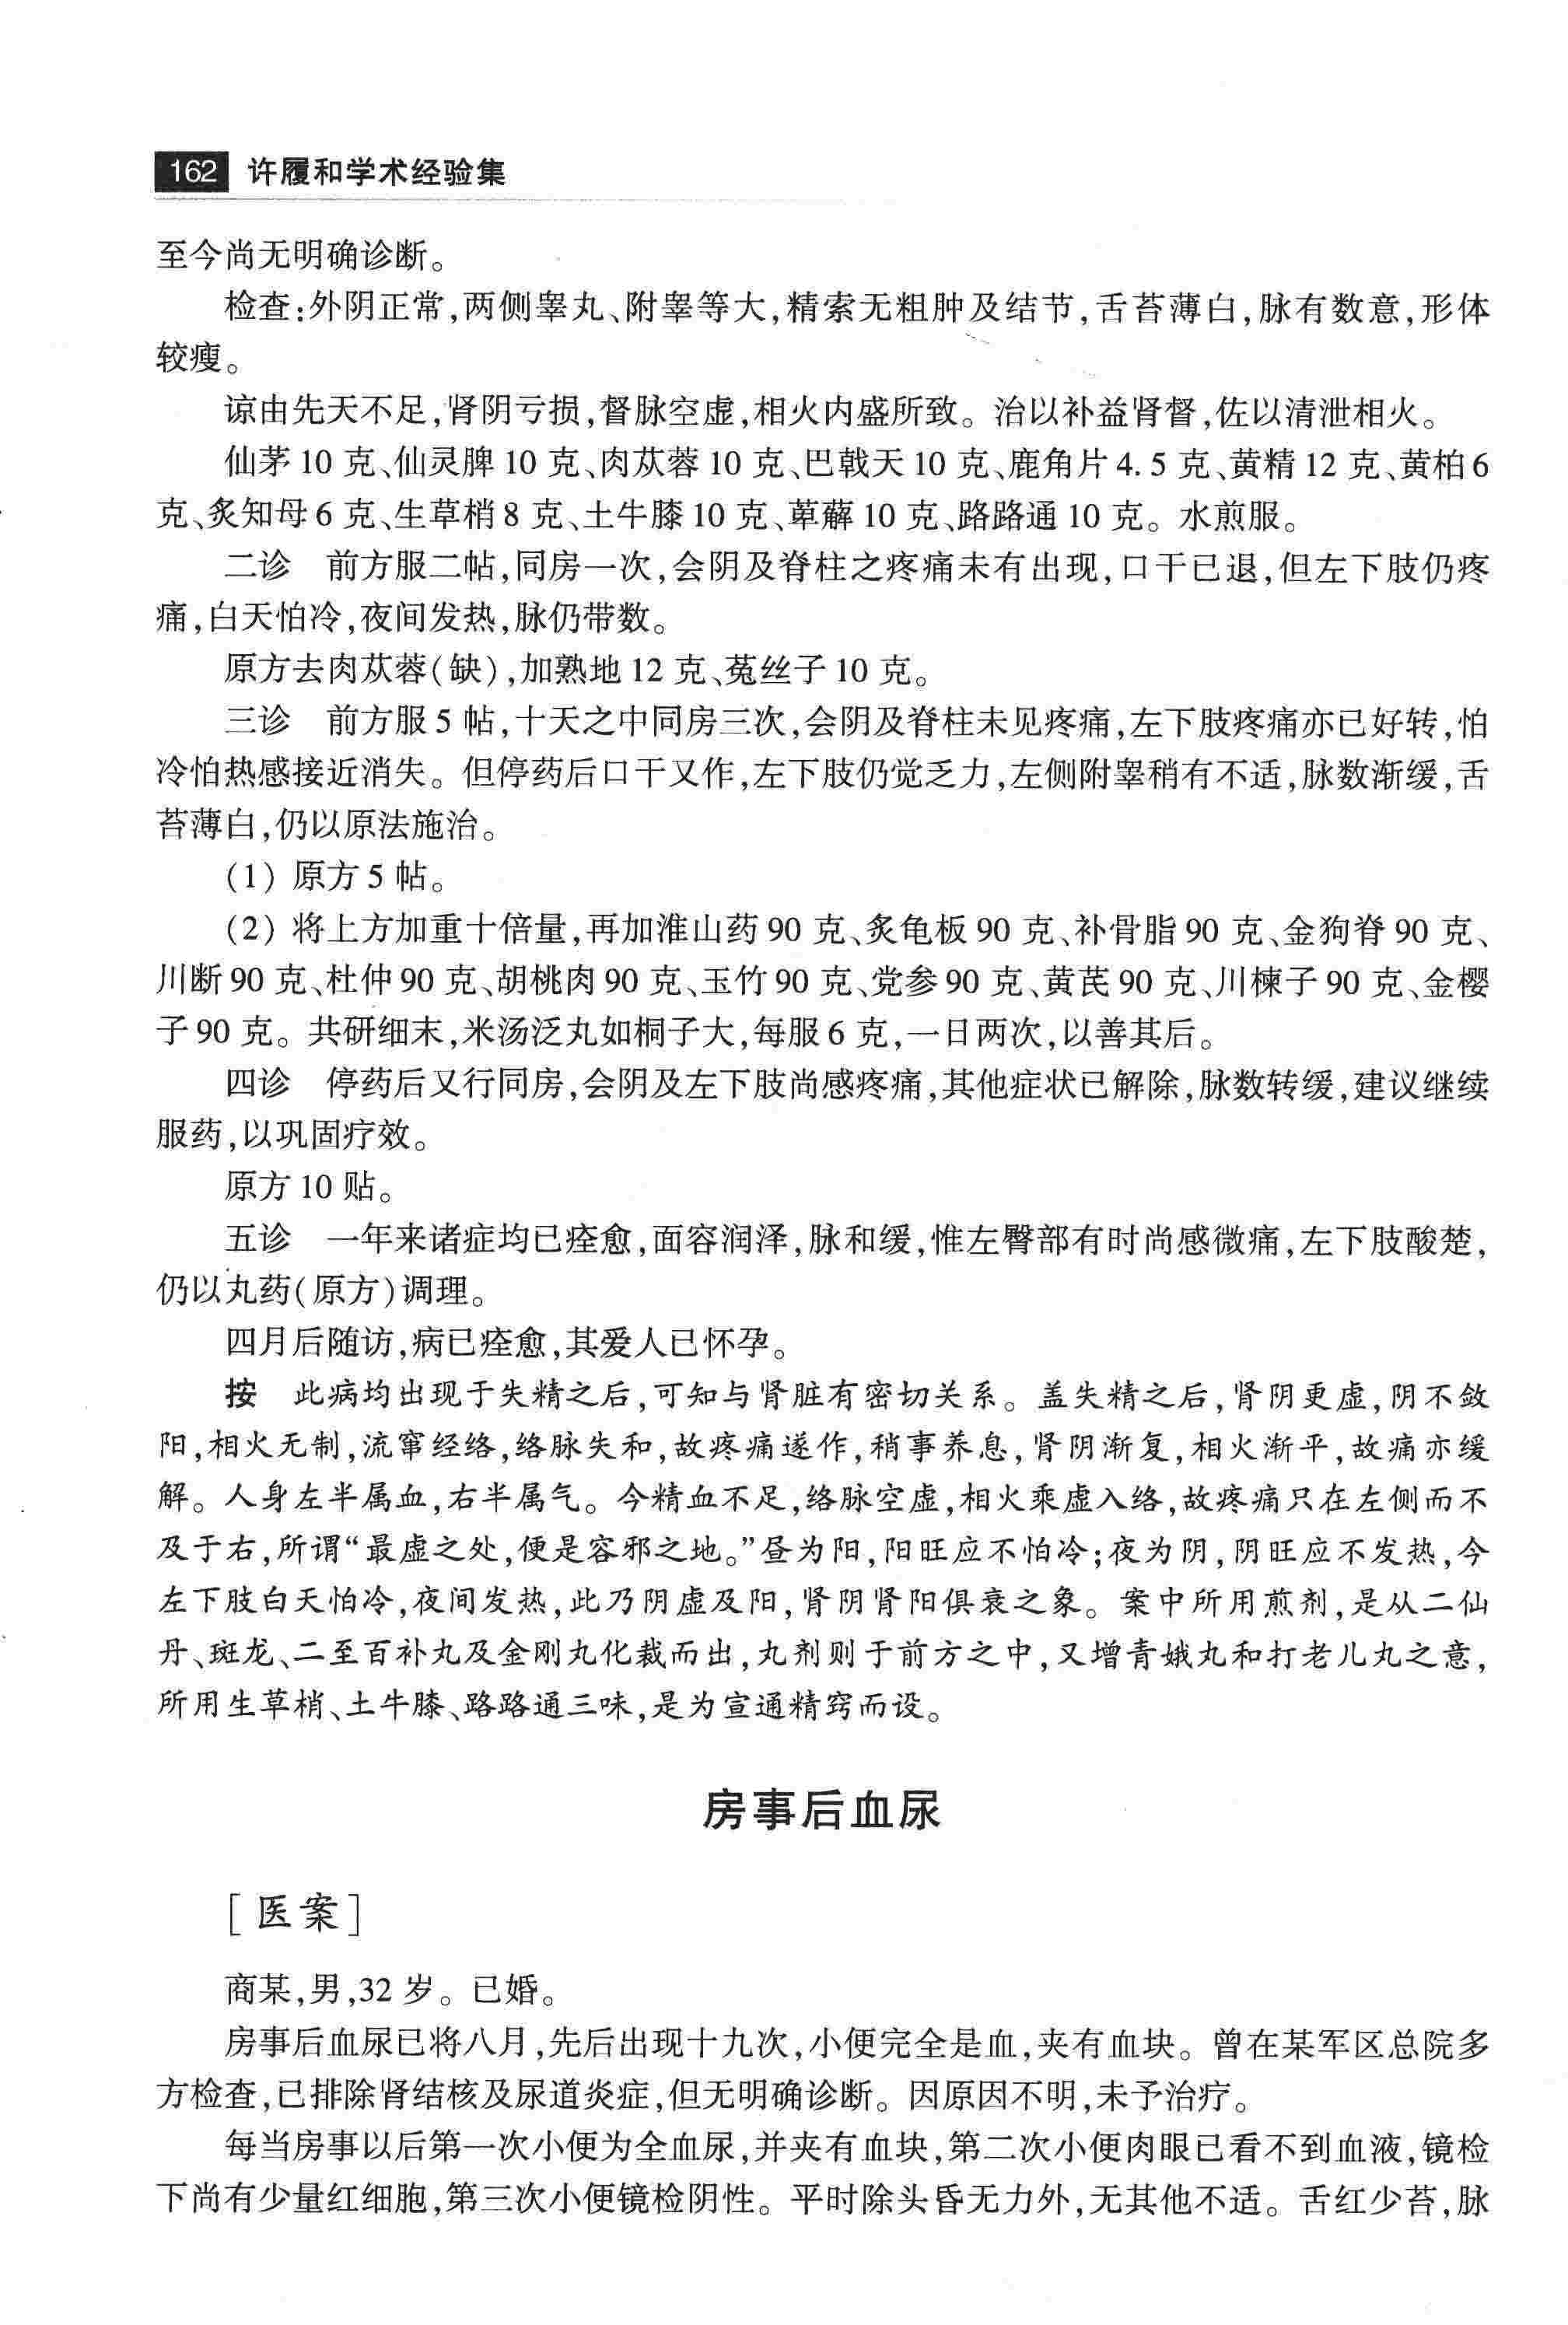 162 许履和学术经验集
至今尚无明确诊断。
检查:外阴正常,两侧睾丸、附睾等大,精索无粗肿及结节,舌苔薄白,脉有数意,形体
较瘦。
谅由先天不足,肾阴亏损,督脉空虚,相火内盛所致。治以补益肾督,佐以清泄相火。
仙茅 10 克、仙灵脾 10 克、肉苁蓉 10 克、巴戟天 10 克、鹿角片 4.5 克、黄精 12 克、黄柏 6
克、炙知母 6 克、生草梢 8 克、土牛膝 10 克、萆薢 10 克、路路通 10 克。水煎服。
二诊　前方服二帖,同房一次,会阴及脊柱之疼痛未有出现,口干已退,但左下肢仍疼
痛,白天怕冷,夜间发热,脉仍带数。
原方去肉苁蓉(缺),加熟地 12 克、菟丝子 10 克。
三诊　前方服 5 帖,十天之中同房三次,会阴及脊柱未见疼痛,左下肢疼痛亦已好转,怕
冷怕热感接近消失。但停药后口干又作,左下肢仍觉乏力,左侧附睾稍有不适,脉数渐缓,舌
苔薄白,仍以原法施治。
(1) 原方 5 帖。
(2) 将上方加重十倍量,再加淮山药 90 克、炙龟板 90 克、补骨脂 90 克、金狗脊 90 克、
川断 90 克、杜仲 90 克、胡桃肉 90 克、玉竹 90 克、党参 90 克、黄芪 90 克、川楝子 90 克、金樱
子 90 克。共研细末,米汤泛丸如桐子大,每服 6 克,一日两次,以善其后。
四诊　停药后又行同房,会阴及左下肢尚感疼痛,其他症状已解除,脉数转缓,建议继续
服药,以巩固疗效。
原方 10 贴。
五诊　一年来诸症均已痊愈,面容润泽,脉和缓,惟左臀部有时尚感微痛,左下肢酸楚,
仍以丸药(原方)调理。
四月后随访,病已痊愈,其爱人已怀孕。
按　此病均出现于失精之后,可知与肾脏有密切关系。盖失精之后,肾阴更虚,阴不敛
阳,相火无制,流窜经络,络脉失和,故疼痛遂作,稍事养息,肾阴渐复,相火渐平,故痛亦缓
解。人身左半属血,右半属气。今精血不足,络脉空虚,相火乘虚入络,故疼痛只在左侧而不
及于右,所谓“最虚之处,便是容邪之地。”昼为阳,阳旺应不怕冷;夜为阴,阴旺应不发热,今
左下肢白天怕冷,夜间发热,此乃阴虚及阳,肾阴肾阳俱衰之象。案中所用煎剂,是从二仙
丹、斑龙、二至百补丸及金刚丸化裁而出,丸剂则于前方之中,又增青娥丸和打老儿丸之意,
所用生草梢、土牛膝、路路通三味,是为宣通精窍而设。
房事后血尿
[医案]
商某,男,32 岁。已婚。
房事后血尿已将八月,先后出现十九次,小便完全是血,夹有血块。曾在某军区总院多
方检查,已排除肾结核及尿道炎症,但无明确诊断。因原因不明,未予治疗。
每当房事以后第一次小便为全血尿,并夹有血块,第二次小便肉眼已看不到血液,镜检
下尚有少量红细胞,第三次小便镜检阴性。平时除头昏无力外,无其他不适。舌红少苔,脉